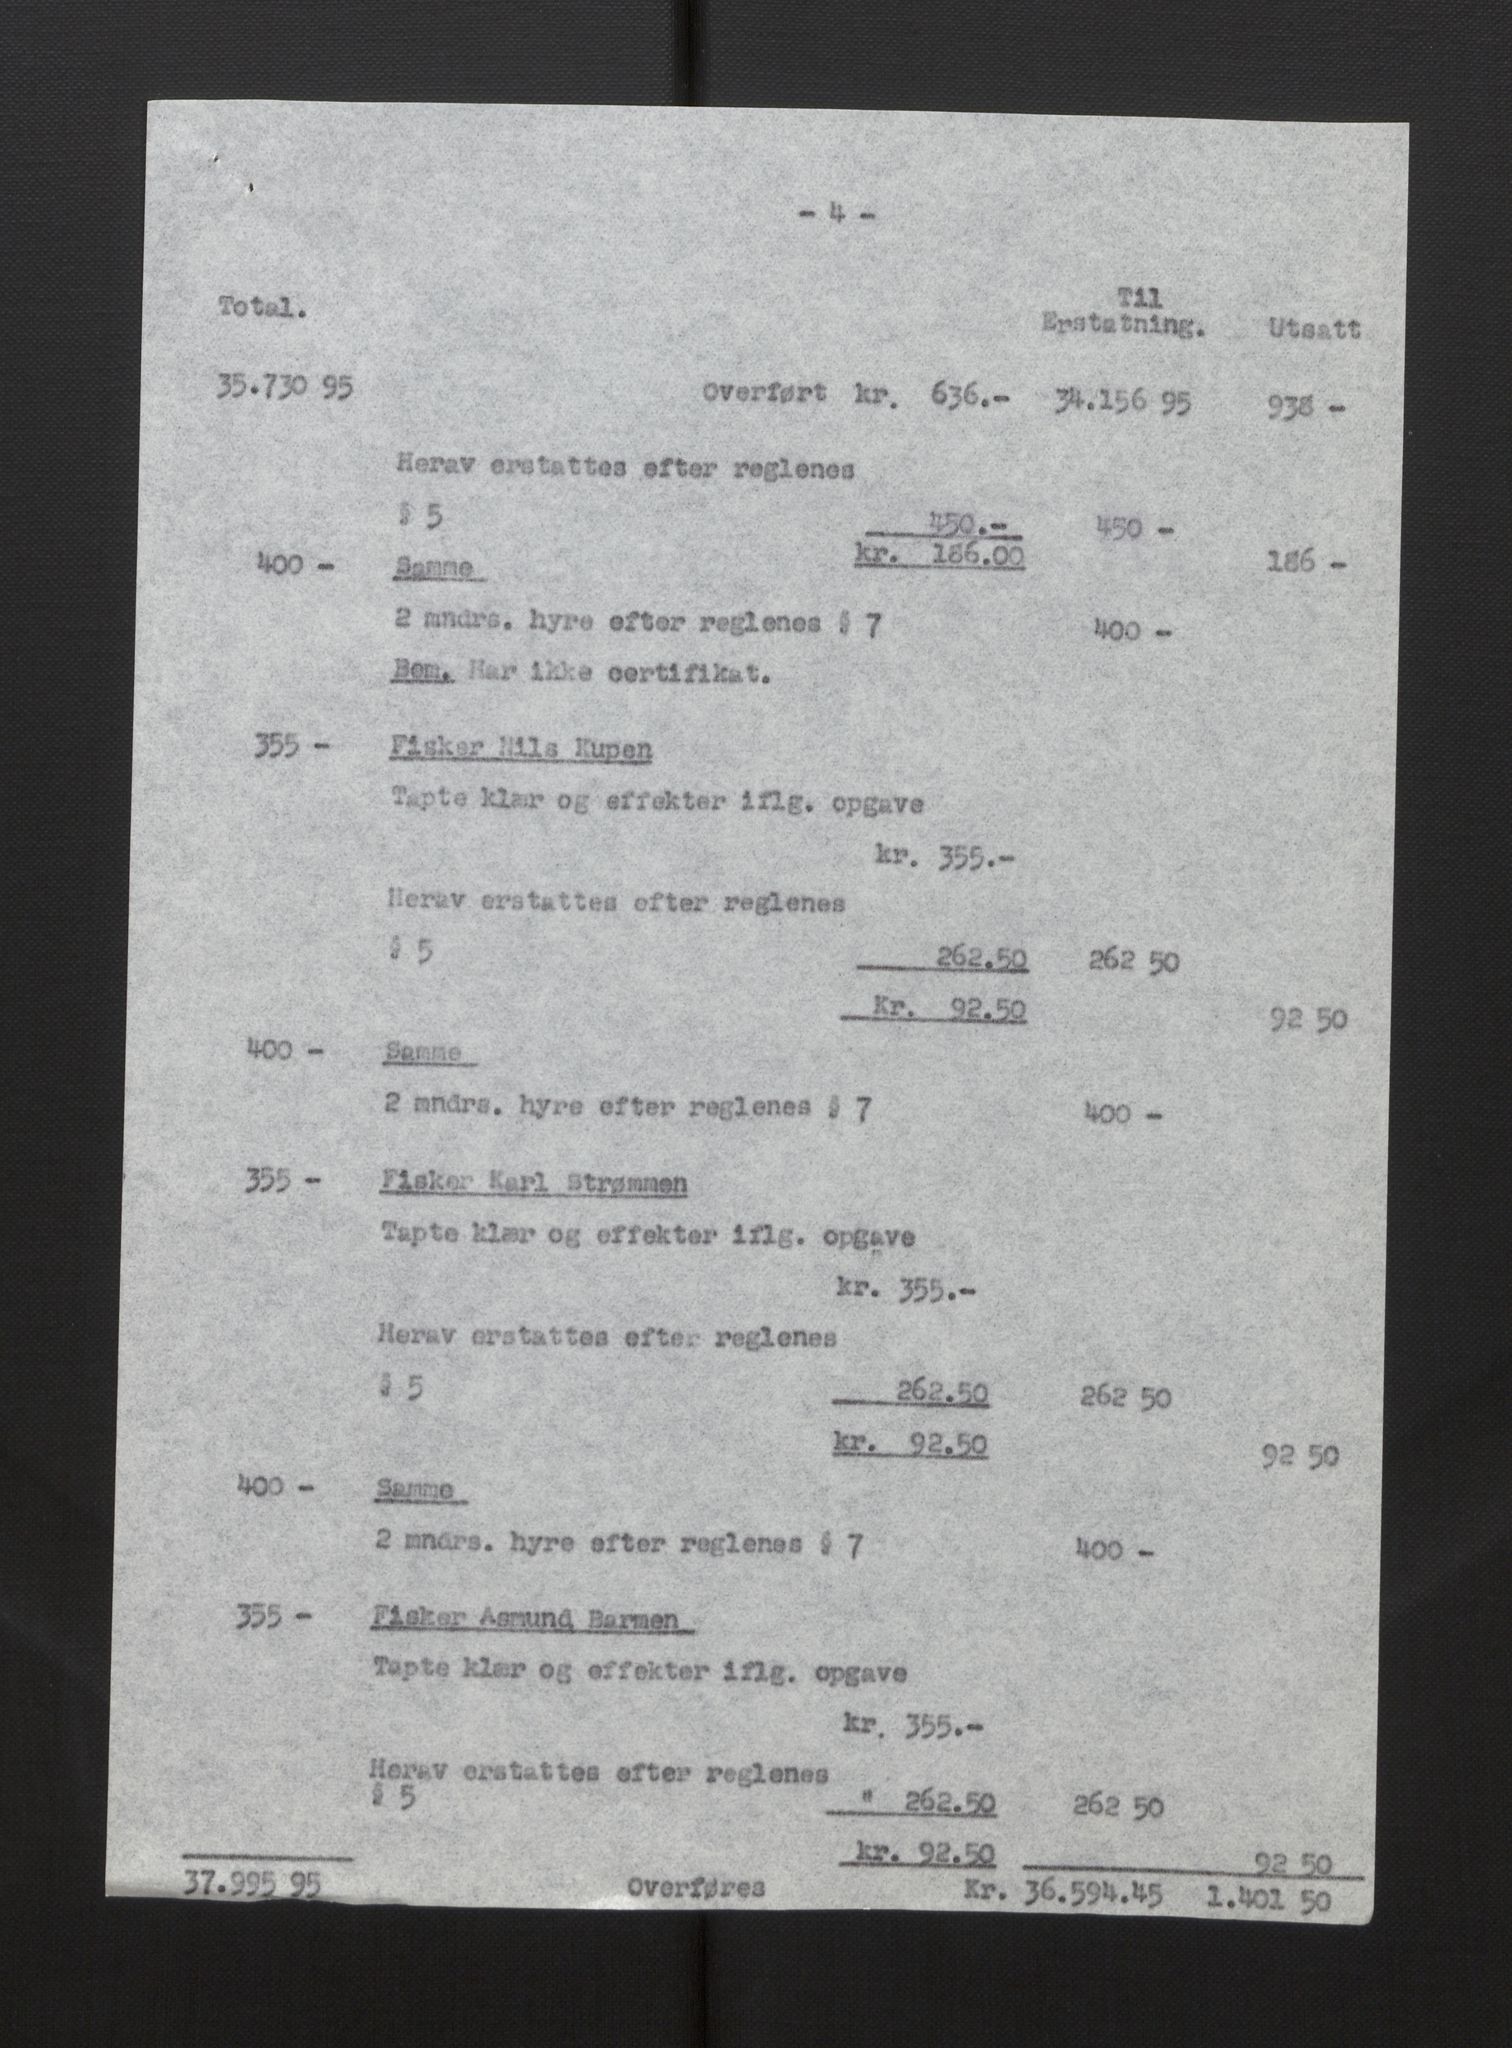 - 4 -
Total. Til
Erstatning. Utsatt
35.730 95 Overført kr. 636.- 34.156 95 938 -
Herav erstattes efter reglenes
§ 5 450.- 450 -
kr. 186.00 186 -
400 - Samme
2 mndrs. hyre efter reglenes § 7 400 -
Bem. Har ikke certifikat.
355 - Fisker Nils Kupen
Tapte klær og effekter iflg. opgave
kr. 355.-
Herav erstattes efter reglenes
§ 5 262.50 262 50
Kr. 92.50 92 50
400 - Samme
2 mndrs. hyre efter reglenes § 7 400 -
355 - Fisker Karl Strømmen
Tapte klær og effekter iflg. opgave
kr. 355.-
Herav erstattes efter reglenes
§ 5 262.50 262 50
kr. 92.50 92 50
400 - Samme
2 mndrs. hyre efter reglenes § 7 400 -
355 - Fisker Asmund Barmen
Tapte klær og effekter iflg. opgave
kr. 355.-
Herav erstattes efter reglenes
§ 5 " 262.50 262 50
kr. 92.50 92 50
37.995 95 Overføres Kr. 36.594.45 1.401 50